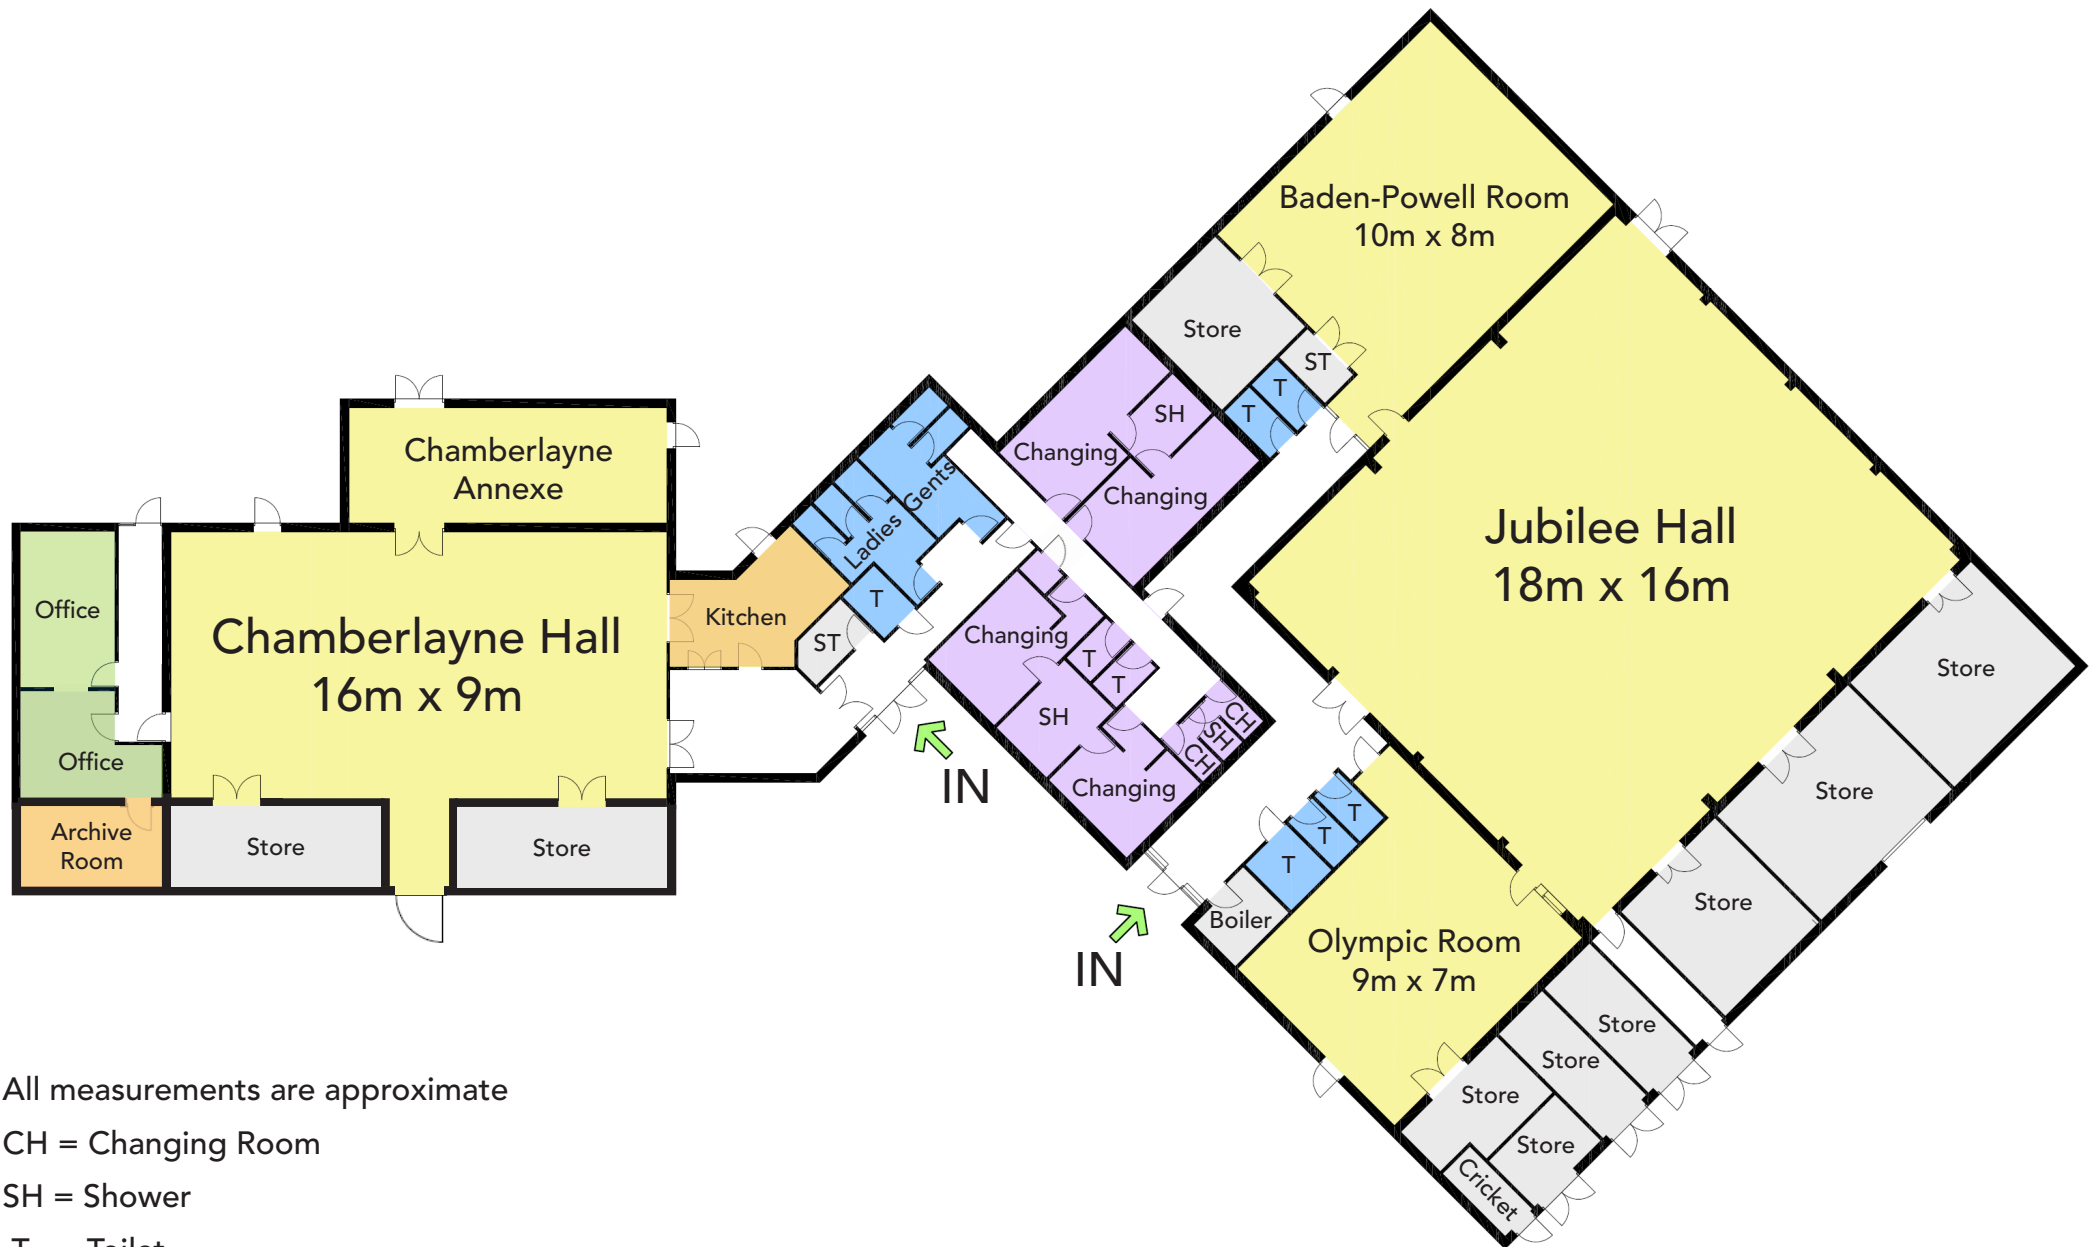 Baden-Powell Room
10m x 8m
Store
ST
T
T
SH
Changing
Changing
Jubilee Hall
18m x 16m
Chamberlayne
Annexe
Gents
Ladies
T
Kitchen
ST
Office
Chamberlayne Hall
16m x 9m
Office
Archive
Room
Store
Store
Changing
T
T
SH
Changing
CH
SH
CH
IN
IN
T
T
T
Boiler
Olympic Room
9m x 7m
Store
Store
Store
Store
Store
Store
Store
Cricket
All measurements are approximate
CH = Changing Room
SH = Shower
T = Toilet